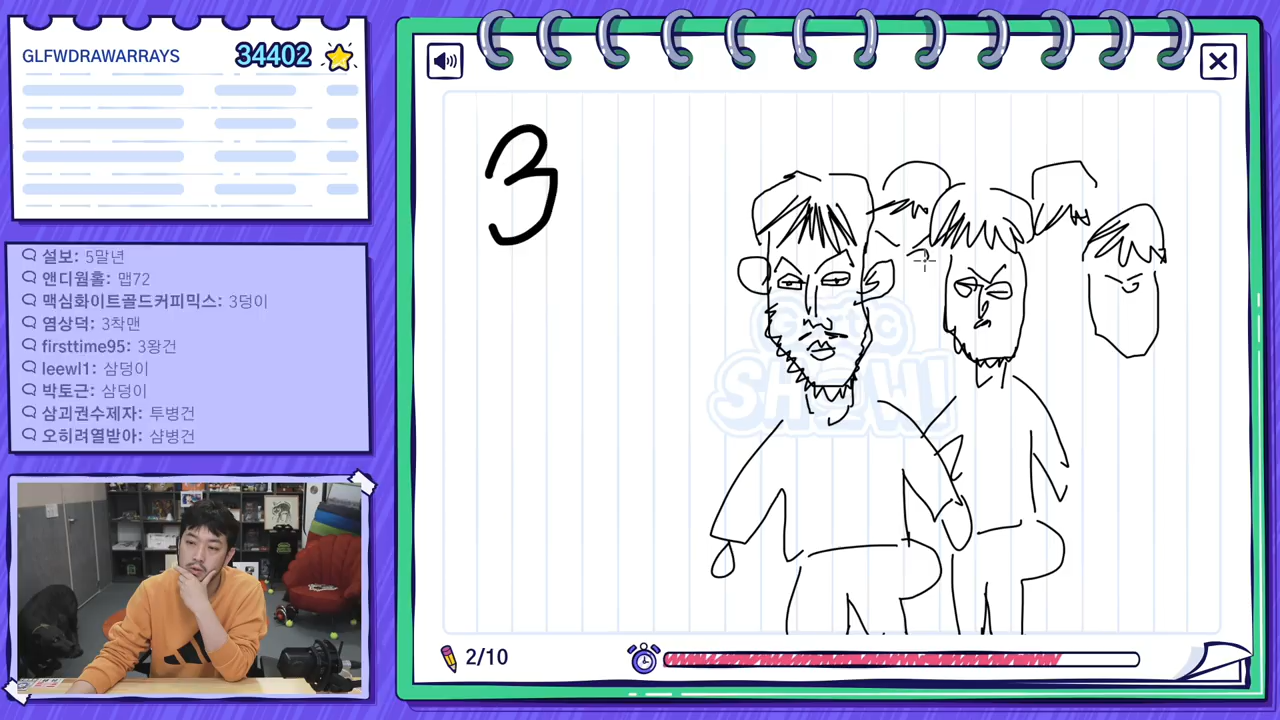 GLFWDRAWARRAYS 34402
설보: 5말년
앤디웜홀: 맵72
맥심화이트골드커피믹스: 3덩이
염상덕: 3착맨
firsttime95: 3왕건
leewl1: 삼덩이
박토근: 삼덩이
삼괴권수제자: 투병건
오히려열받아: 샴병건
3
Gartic
SHOW!
2/10